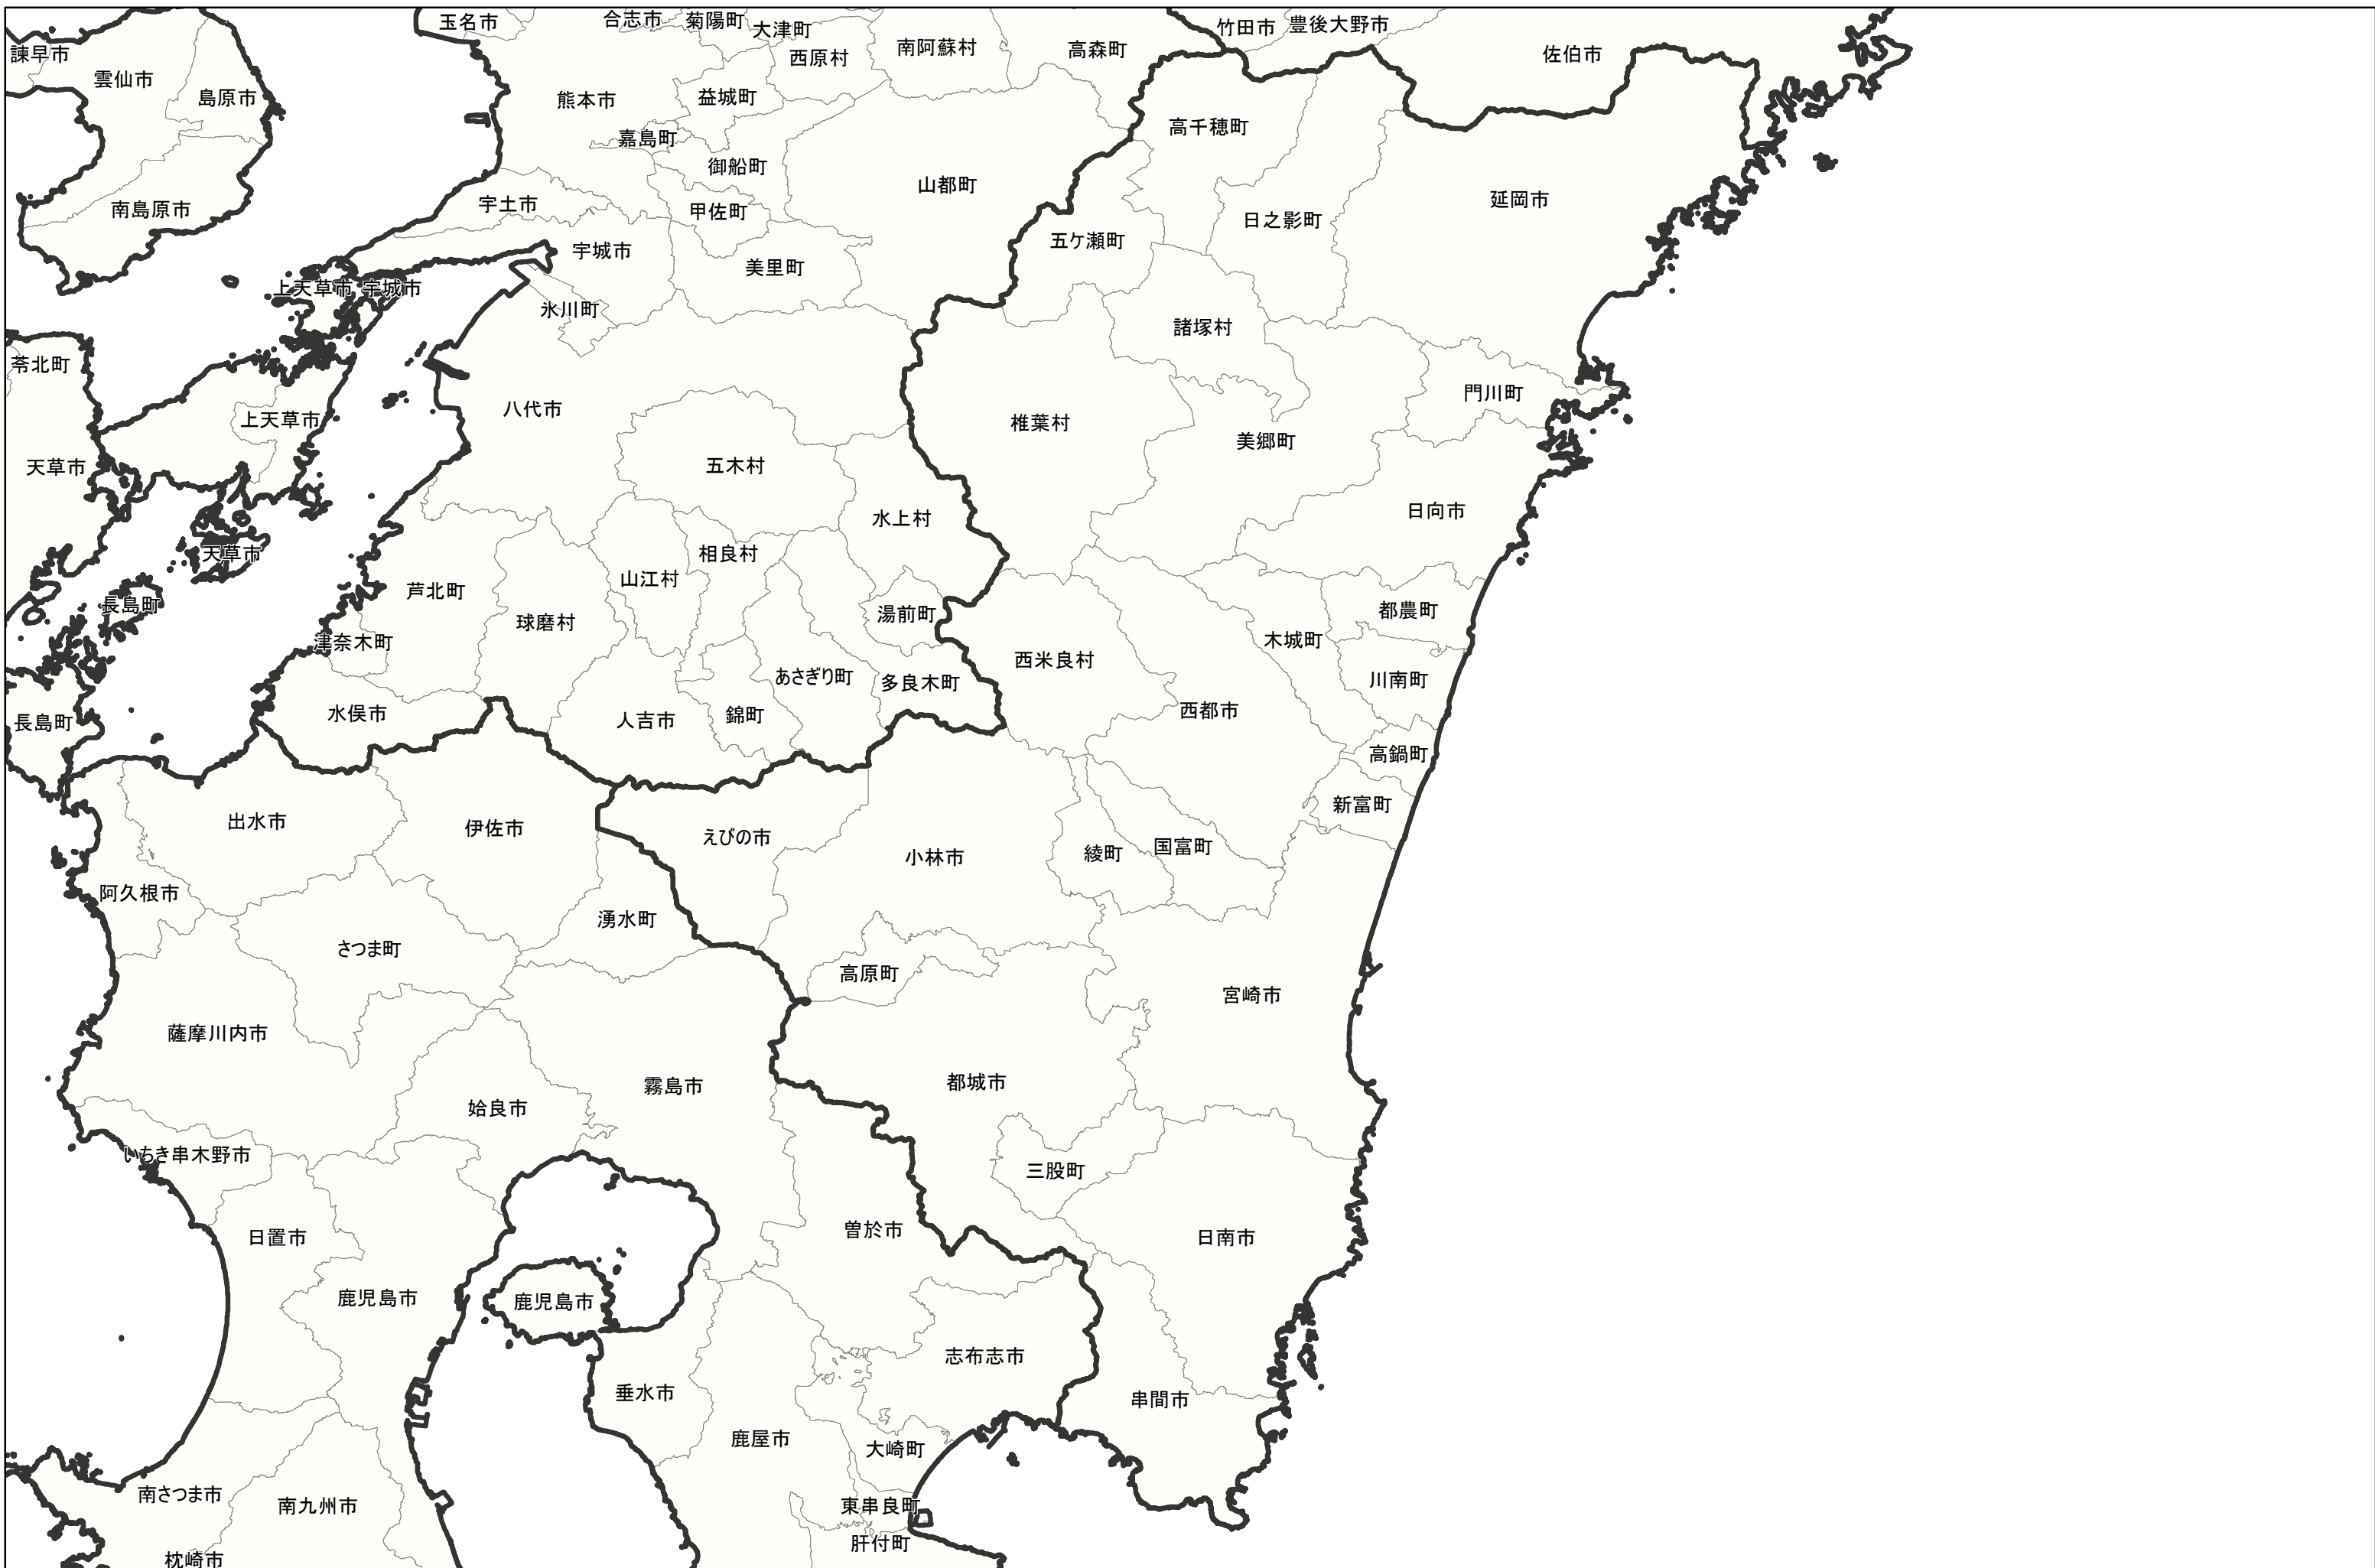 玉名市
合志市
菊陽町
大津町
竹田市
豊後大野市
諫早市
雲仙市
西原村
南阿蘇村
高森町
佐伯市
島原市
熊本市
益城町
嘉島町
高千穂町
御船町
山都町
延岡市
南島原市
宇土市
甲佐町
日之影町
宇城市
五ケ瀬町
美里町
上天草市
宇城市
氷川町
諸塚村
苓北町
門川町
八代市
上天草市
椎葉村
美郷町
天草市
五木村
日向市
水上村
天草市
相良村
山江村
芦北町
長島町
湯前町
都農町
球磨村
津奈木町
木城町
西米良村
あさぎり町
多良木町
川南町
長島町
水俣市
人吉市
錦町
西都市
高鍋町
新富町
出水市
伊佐市
えびの市
国富町
綾町
小林市
阿久根市
湧水町
さつま町
高原町
宮崎市
薩摩川内市
霧島市
都城市
姶良市
いちき串木野市
三股町
日置市
曽於市
日南市
鹿児島市
鹿児島市
志布志市
垂水市
串間市
鹿屋市
大崎町
南さつま市
南九州市
東串良町
肝付町
枕崎市